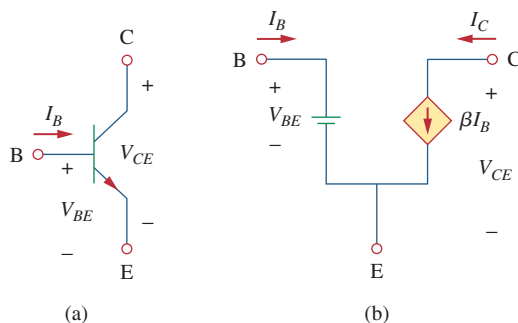 C
+
I_B
B
+
V_CE
V_BE
–
–
E
(a)
I_B
B
+
V_BE
–
I_C
C
+
βI_B
V_CE
–
E
(b)